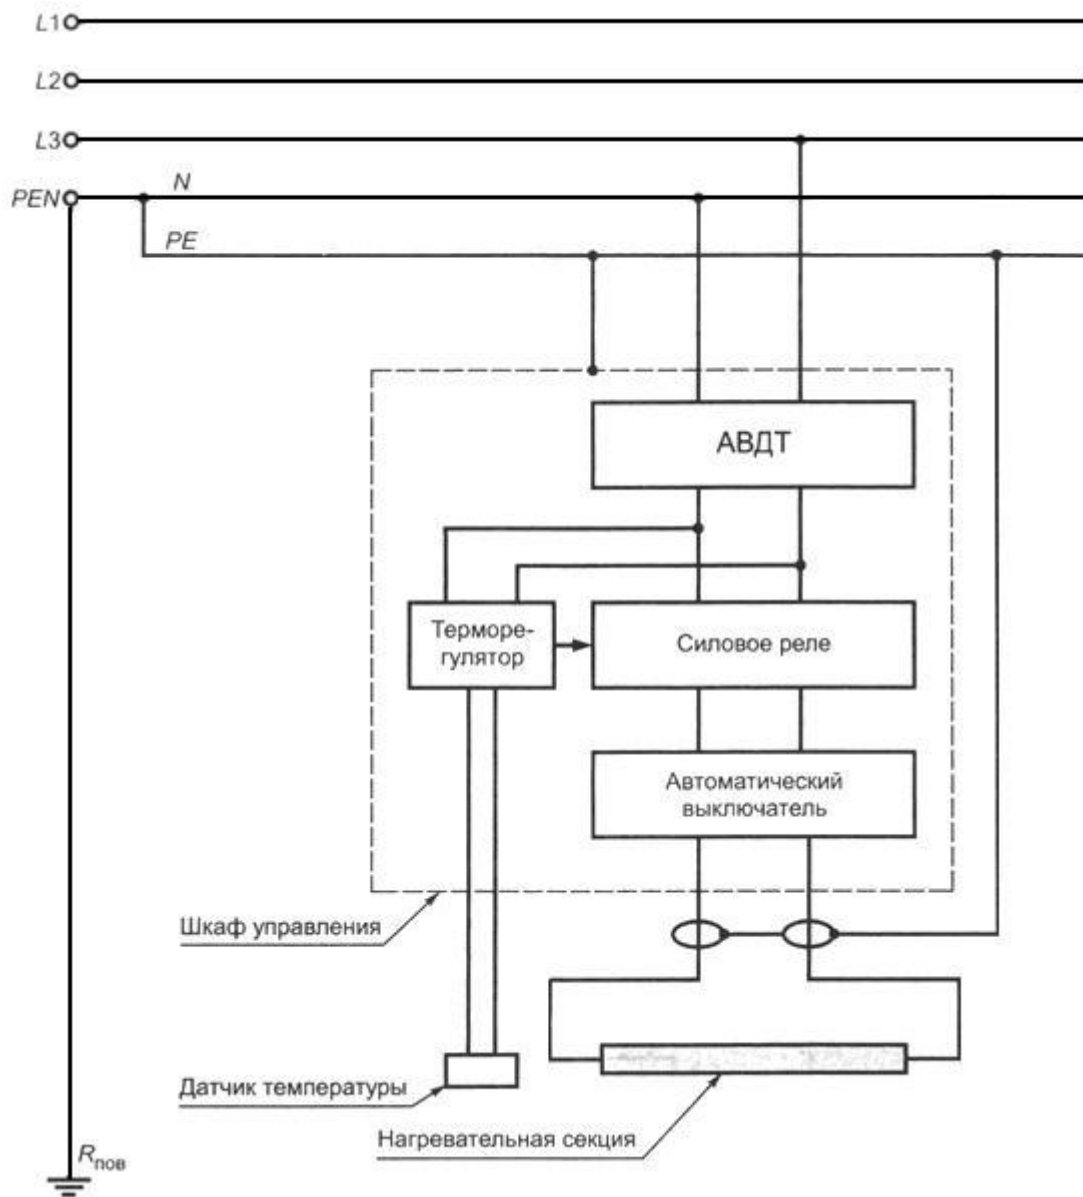 L1
L2
L3
PEN
N
PE
АВДТ
Терморе-
гулятор
Силовое реле
Автоматический
выключатель
Шкаф управления
Датчик температуры
Нагревательная секция
Rпов